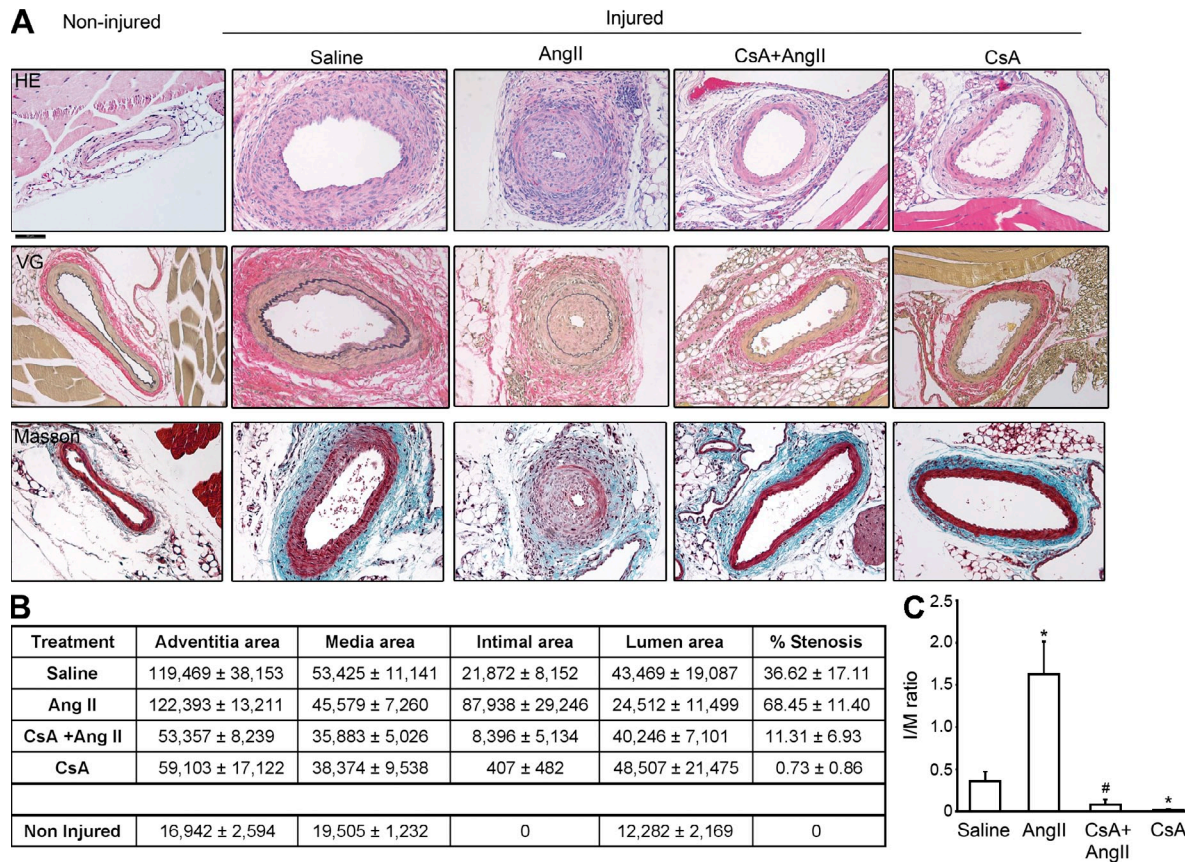 A
Non-injured
Injured
Saline
AngII
CsA+AngII
CsA
HE
VG
Masson
B
Treatment Adventitia area Media area Intimal area Lumen area % Stenosis
Saline 119,469 ± 38,153 53,425 ± 11,141 21,872 ± 8,152 43,469 ± 19,087 36.62 ± 17.11
Ang II 122,393 ± 13,211 45,579 ± 7,260 87,938 ± 29,246 24,512 ± 11,499 68.45 ± 11.40
CsA +Ang II 53,357 ± 8,239 35,883 ± 5,026 8,396 ± 5,134 40,246 ± 7,101 11.31 ± 6.93
CsA 59,103 ± 17,122 38,374 ± 9,538 407 ± 482 48,507 ± 21,475 0.73 ± 0.86
Non Injured 16,942 ± 2,594 19,505 ± 1,232 0 12,282 ± 2,169 0
C
I/M ratio
2.5
2.0
1.5
1.0
0.5
0
*
#
*
Saline AngII CsA+ CsA
AngII